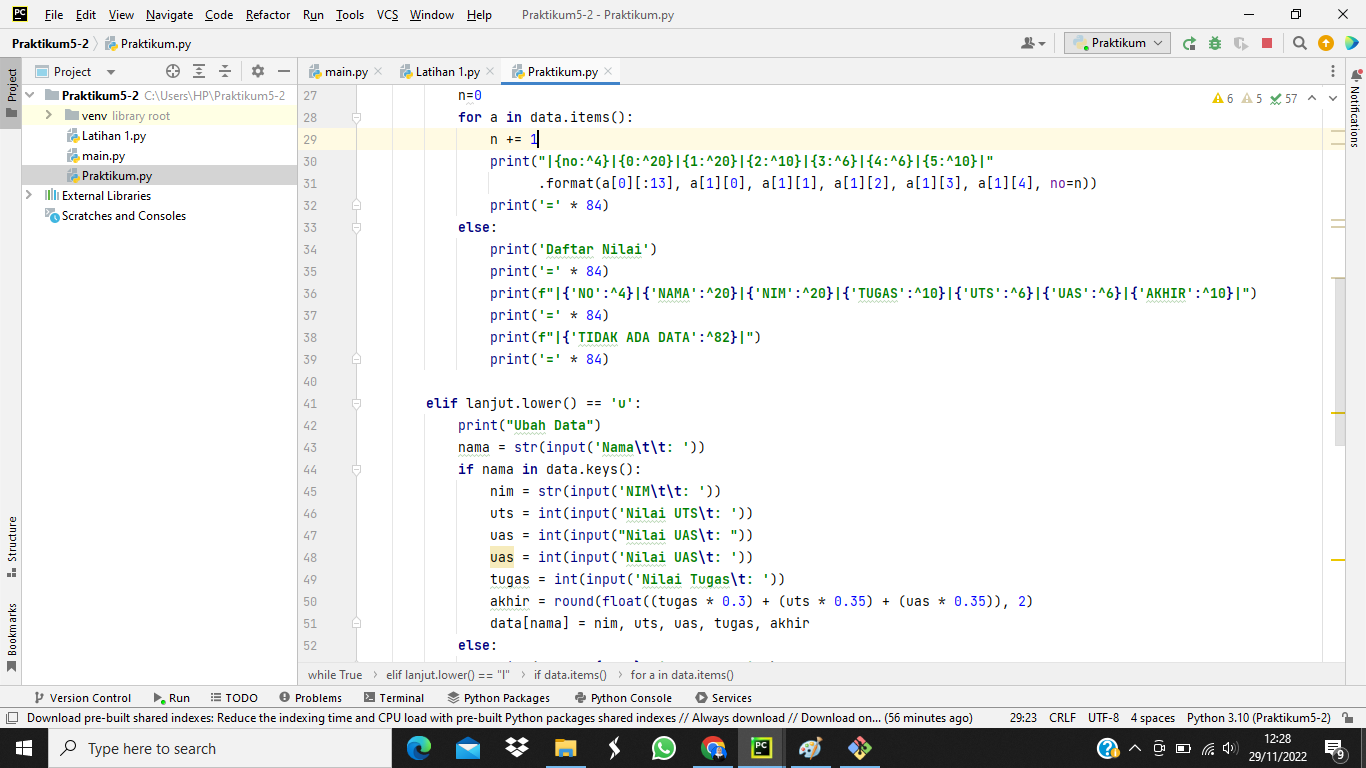 File Edit View Navigate Code Refactor Run Tools VCS Window Help Praktikum5-2 - Praktikum.py
Praktikum5-2 Praktikum.py Praktikum
Project main.py Latihan 1.py Praktikum.py
Praktikum5-2 C:\Users\HP\Praktikum5-2
venv library root
Latihan 1.py
main.py
Praktikum.py
External Libraries
Scratches and Consoles
Project
Structure
Bookmarks
Notifications
6 5 57
27 n=0
28 for a in data.items():
29 n += 1
30 print("|{no:^4}|{0:^20}|{1:^20}|{2:^10}|{3:^6}|{4:^6}|{5:^10}|"
31 .format(a[0][:13], a[1][0], a[1][1], a[1][2], a[1][3], a[1][4], no=n))
32 print('=' * 84)
33 else:
34 print('Daftar Nilai')
35 print('=' * 84)
36 print(f"|{'NO':^4}|{'NAMA':^20}|{'NIM':^20}|{'TUGAS':^10}|{'UTS':^6}|{'UAS':^6}|{'AKHIR':^10}|")
37 print('=' * 84)
38 print(f"|{'TIDAK ADA DATA':^82}|")
39 print('=' * 84)
40
41 elif lanjut.lower() == 'u':
42 print("Ubah Data")
43 nama = str(input('Nama\t\t: '))
44 if nama in data.keys():
45 nim = str(input('NIM\t\t: '))
46 uts = int(input('Nilai UTS\t: '))
47 uas = int(input("Nilai UAS\t: "))
48 uas = int(input('Nilai UAS\t: '))
49 tugas = int(input('Nilai Tugas\t: '))
50 akhir = round(float((tugas * 0.3) + (uts * 0.35) + (uas * 0.35)), 2)
51 data[nama] = nim, uts, uas, tugas, akhir
52 else:
while True elif lanjut.lower() == "l" if data.items() for a in data.items()
Version Control Run TODO Problems Terminal Python Packages Python Console Services
Download pre-built shared indexes: Reduce the indexing time and CPU load with pre-built Python packages shared indexes // Always download // Download on... (56 minutes ago) 29:23 CRLF UTF-8 4 spaces Python 3.10 (Praktikum5-2)
Type here to search
12:28
29/11/2022
9